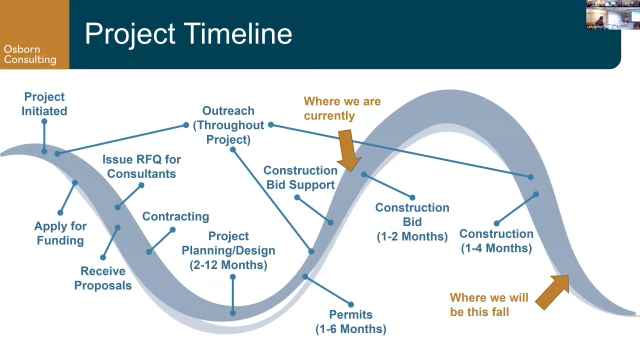 Osborn
Consulting
Project Timeline
Project
Initiated
Outreach
(Throughout
Project)
Where we are
currently
Issue RFQ for
Consultants
Construction
Bid Support
Apply for
Funding
Contracting
Construction
Bid
(1-2 Months)
Project
Planning/Design
(2-12 Months)
Construction
(1-4 Months)
Receive
Proposals
Permits
(1-6 Months)
Where we will
be this fall